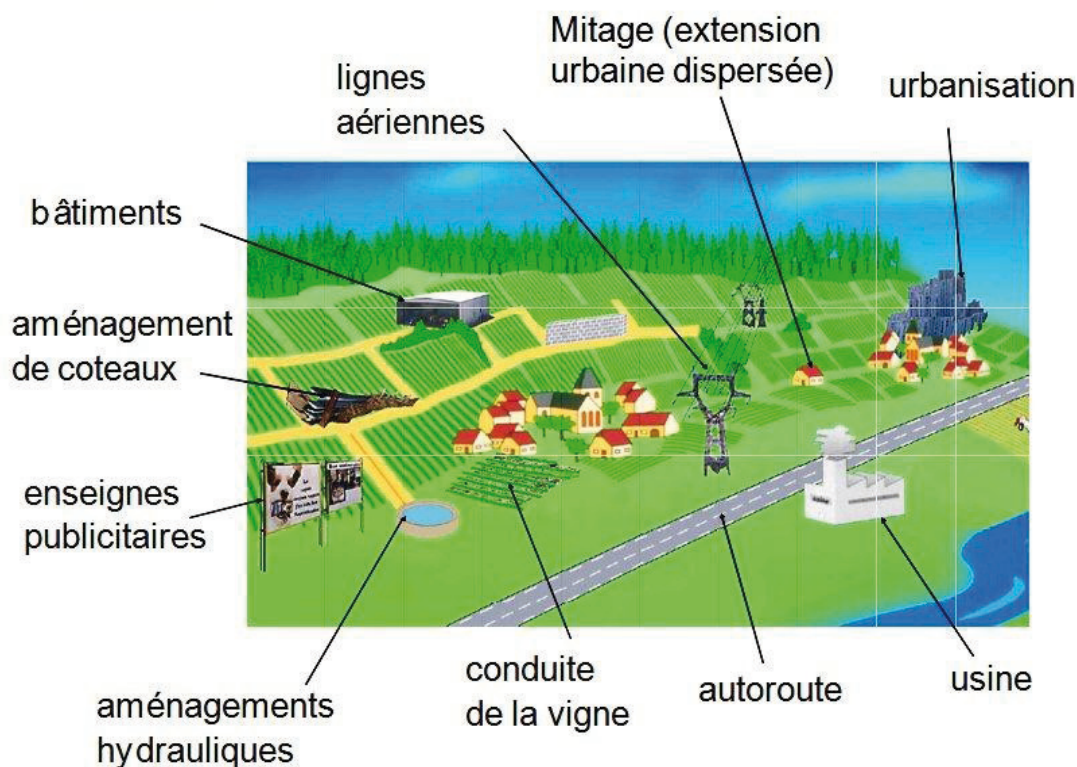 Mitage (extension
urbaine dispersée)
lignes
aériennes
urbanisation
bâtiments
aménagement
de coteaux
enseignes
publicitaires
aménagements
hydrauliques
conduite
de la vigne
autoroute
usine